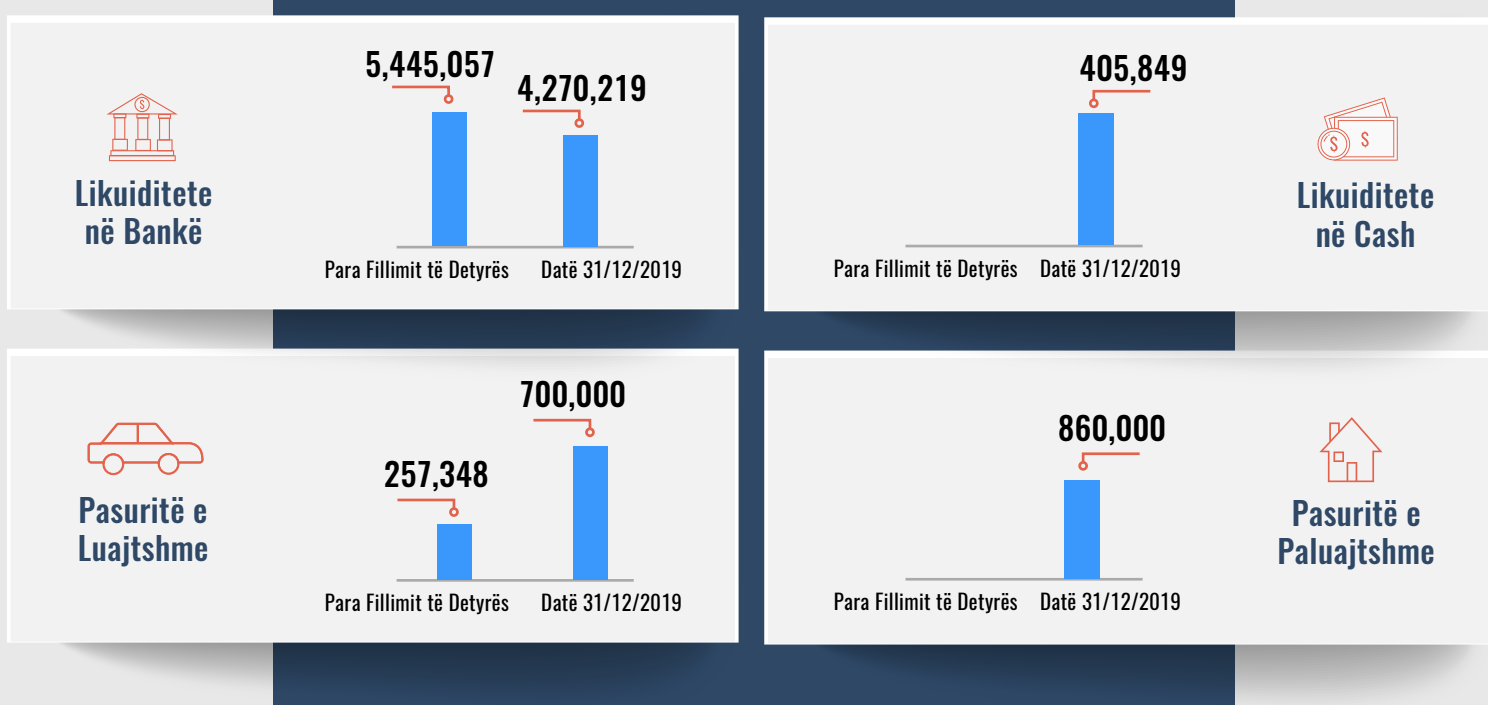 Likuiditete
në Bankë
5,445,057
4,270,219
Para Fillimit të Detyrës
Datë 31/12/2019
405,849
Para Fillimit të Detyrës
Datë 31/12/2019
Likuiditete
në Cash
Pasuritë e
Luajtshme
257,348
700,000
Para Fillimit të Detyrës
Datë 31/12/2019
860,000
Para Fillimit të Detyrës
Datë 31/12/2019
Pasuritë e
Paluajtshme